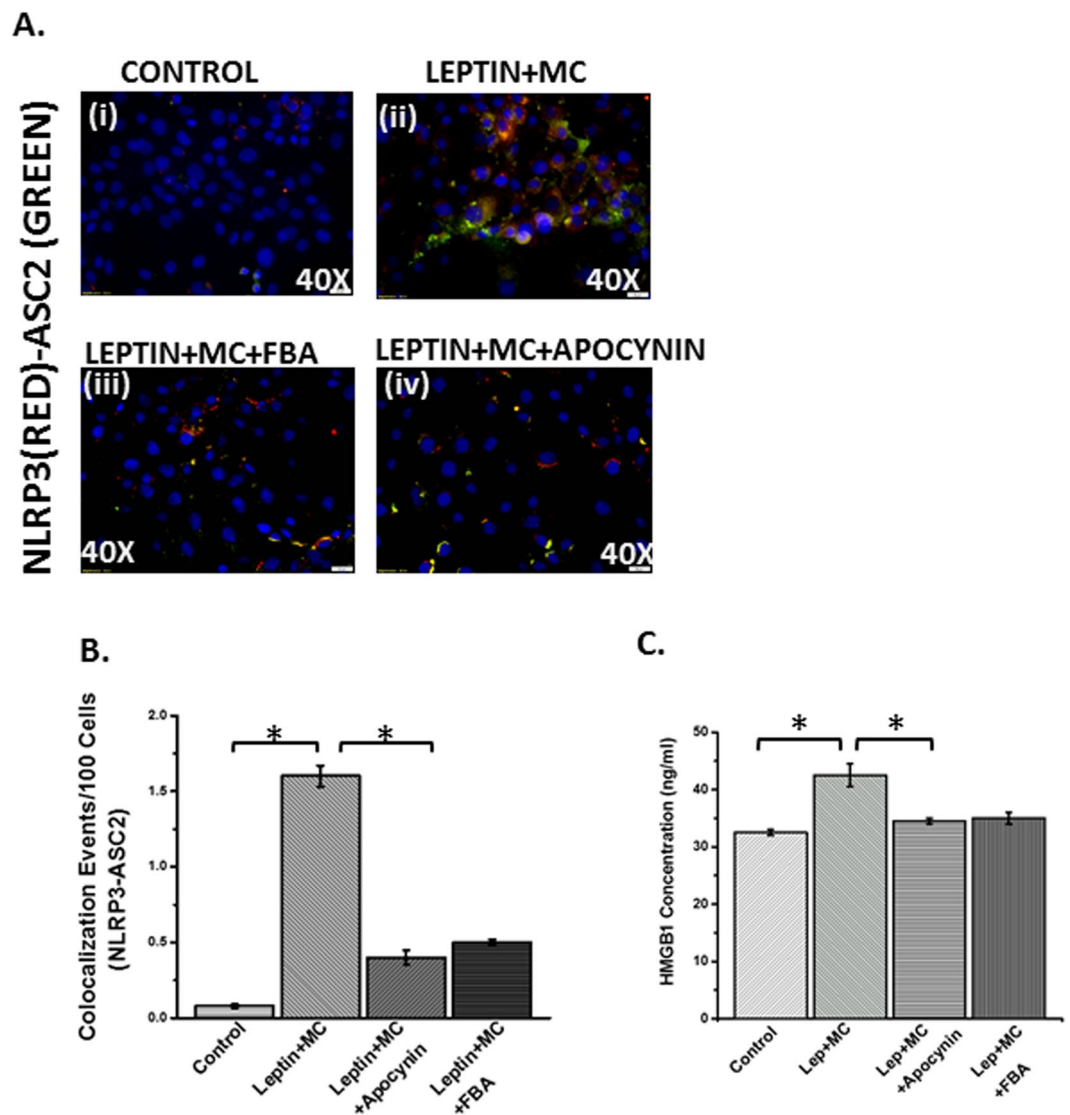 A.
NLRP3(RED)-ASC2 (GREEN)
CONTROL
LEPTIN+MC
(i)
(ii)
40X
40X
LEPTIN+MC+FBA
LEPTIN+MC+APOCYNIN
(iii)
(iv)
40X
40X
B.
Colocalization Events/100 Cells
(NLRP3-ASC2)
2.0
1.5
1.0
0.5
0.0
*
*
Control
Leptin+MC
Leptin+MC
+Apocynin
Leptin+MC
+FBA
C.
HMGB1 Concentration (ng/ml)
50
40
30
20
10
0
*
*
Control
Lep+MC
Lep+MC
+Apocynin
Lep+MC
+FBA